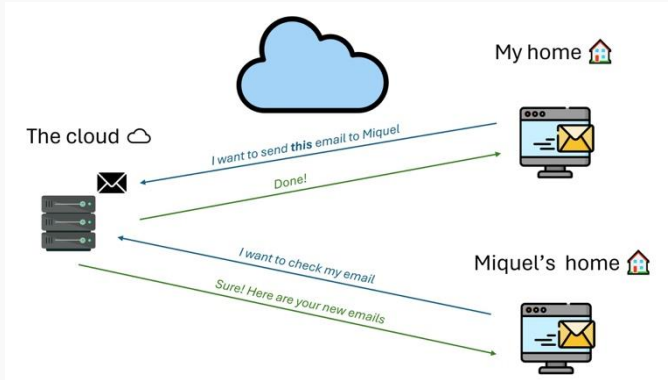 My home 🏠
The cloud
I want to send this email to Miquel
Done!
I want to check my email
Miquel's home 🏠
Sure! Here are your new emails